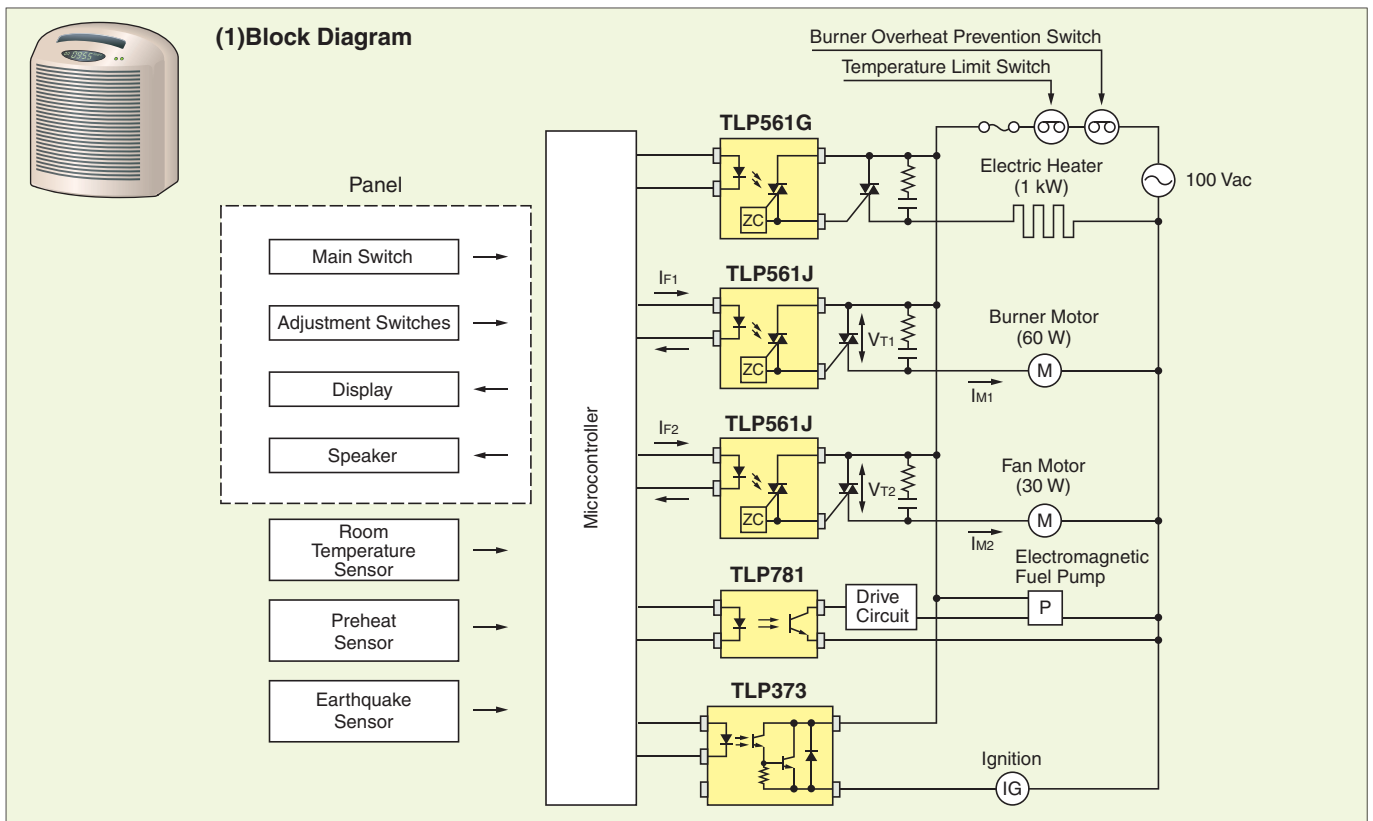 (1)Block Diagram
Burner Overheat Prevention Switch
Temperature Limit Switch
TLP561G
Electric Heater
(1 kW)
100 Vac
ZC
Panel
Main Switch
Adjustment Switches
Display
Speaker
Room
Temperature
Sensor
Preheat
Sensor
Earthquake
Sensor
Microcontroller
IF1
TLP561J
ZC
VT1
Burner Motor
(60 W)
M
IM1
IF2
TLP561J
ZC
VT2
Fan Motor
(30 W)
M
IM2
Electromagnetic
Fuel Pump
TLP781
Drive
Circuit
P
TLP373
Ignition
IG